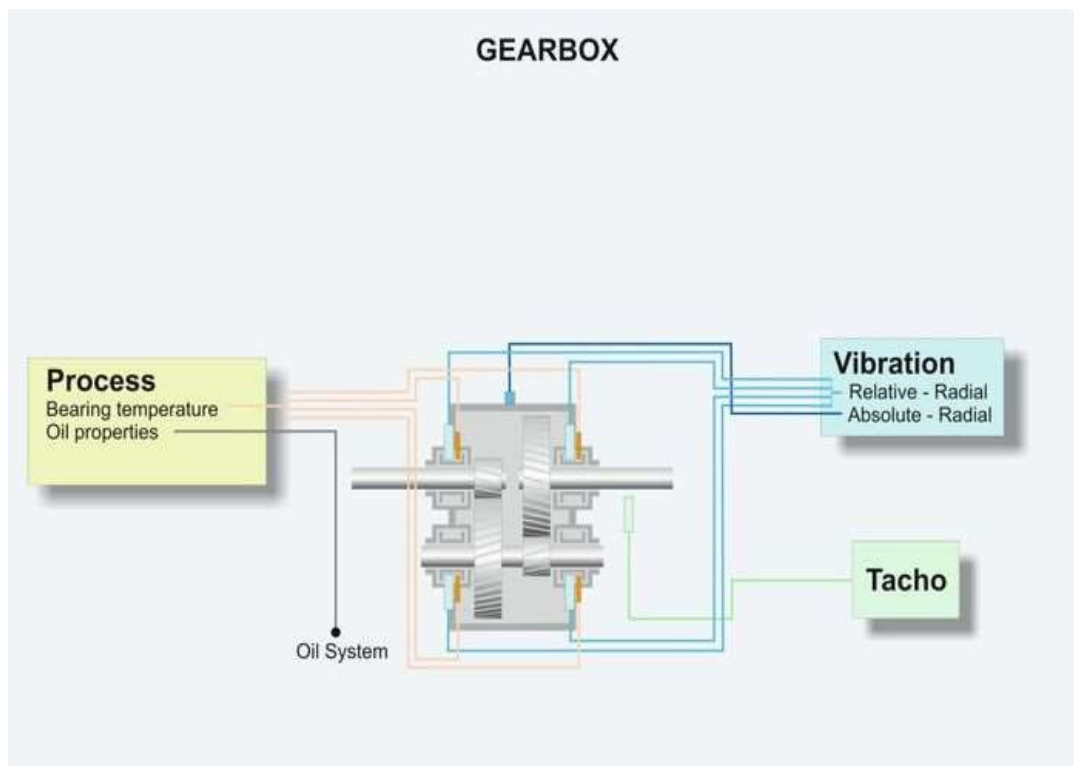 GEARBOX
Process
Bearing temperature
Oil properties
Vibration
Relative - Radial
Absolute - Radial
Tacho
Oil System